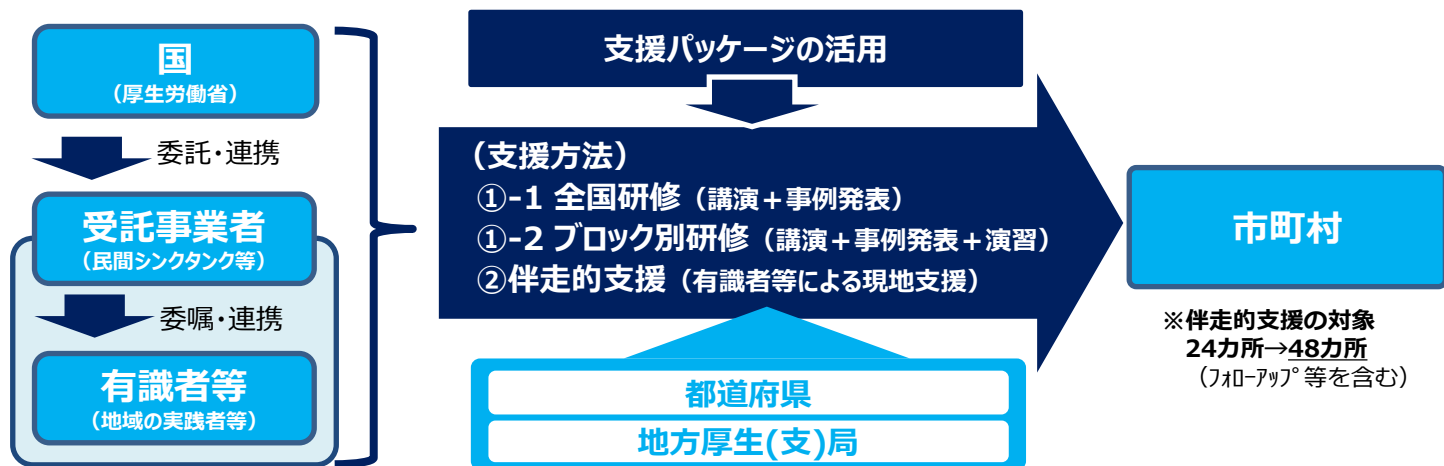 国
（厚生労働省）
委託・連携
受託事業者
（民間シンクタンク等）
委嘱・連携
有識者等
（地域の実践者等）
支援パッケージの活用
（支援方法）
①-1 全国研修（講演＋事例発表）
①-2 ブロック別研修（講演＋事例発表＋演習）
②伴走的支援（有識者等による現地支援）
都道府県
地方厚生(支)局
市町村
※伴走的支援の対象
24カ所→48カ所
（ﾌｫﾛｰｱｯﾌﾟ等を含む）